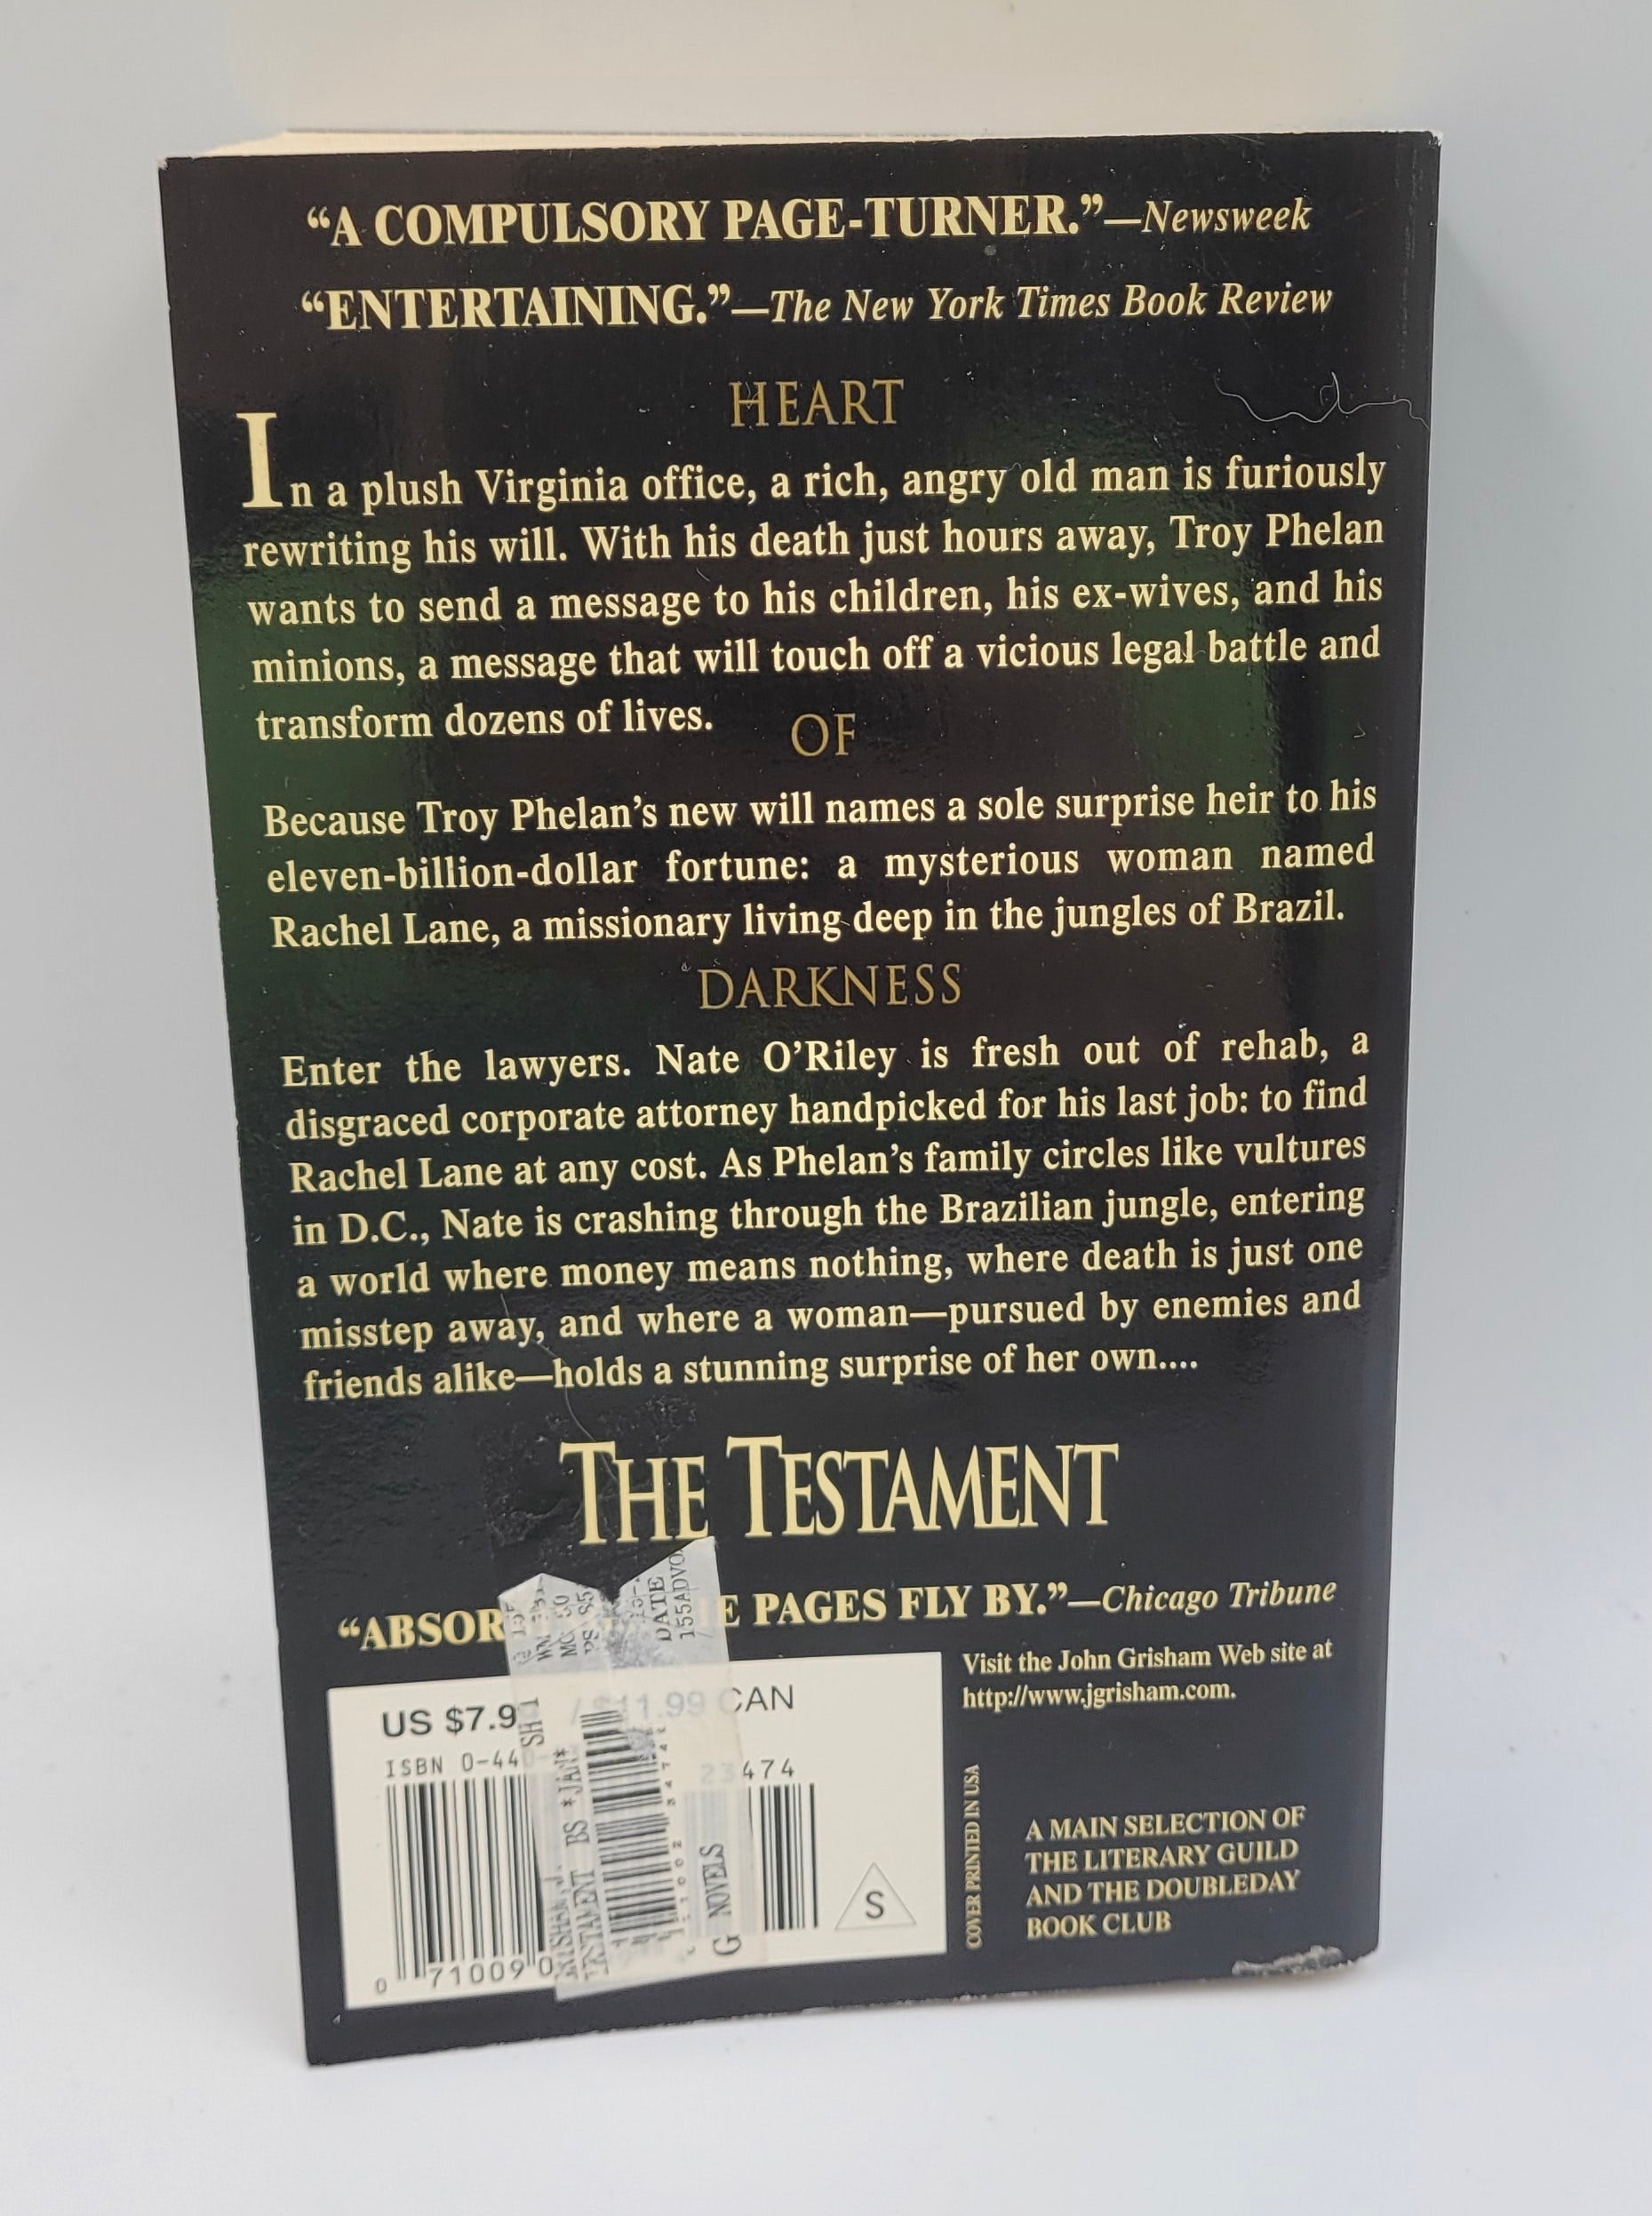 “A COMPULSORY PAGE-TURNER.”—Newsweek
“ENTERTAINING.”—The New York Times Book Review
HEART
In a plush Virginia office, a rich, angry old man is furiously
rewriting his will. With his death just hours away, Troy Phelan
wants to send a message to his children, his ex-wives, and his
minions, a message that will touch off a vicious legal battle and
transform dozens of lives.
OF
Because Troy Phelan’s new will names a sole surprise heir to his
eleven-billion-dollar fortune: a mysterious woman named
Rachel Lane, a missionary living deep in the jungles of Brazil.
DARKNESS
Enter the lawyers. Nate O’Riley is fresh out of rehab, a
disgraced corporate attorney handpicked for his last job: to find
Rachel Lane at any cost. As Phelan’s family circles like vultures
in D.C., Nate is crashing through the Brazilian jungle, entering
a world where money means nothing, where death is just one
misstep away, and where a woman—pursued by enemies and
friends alike—holds a stunning surprise of her own....
THE TESTAMENT
“ABSOR E PAGES FLY BY.”—Chicago Tribune
DATE
155ADVO
US $7.9 /$11.99 CAN
ISBN 0-44
23474
71009 0
0
TESTAMENT BS *JAN*
G NOVELS
S
Visit the John Grisham Web site at
http://www.jgrisham.com.
COVER PRINTED IN USA
A MAIN SELECTION OF
THE LITERARY GUILD
AND THE DOUBLEDAY
BOOK CLUB